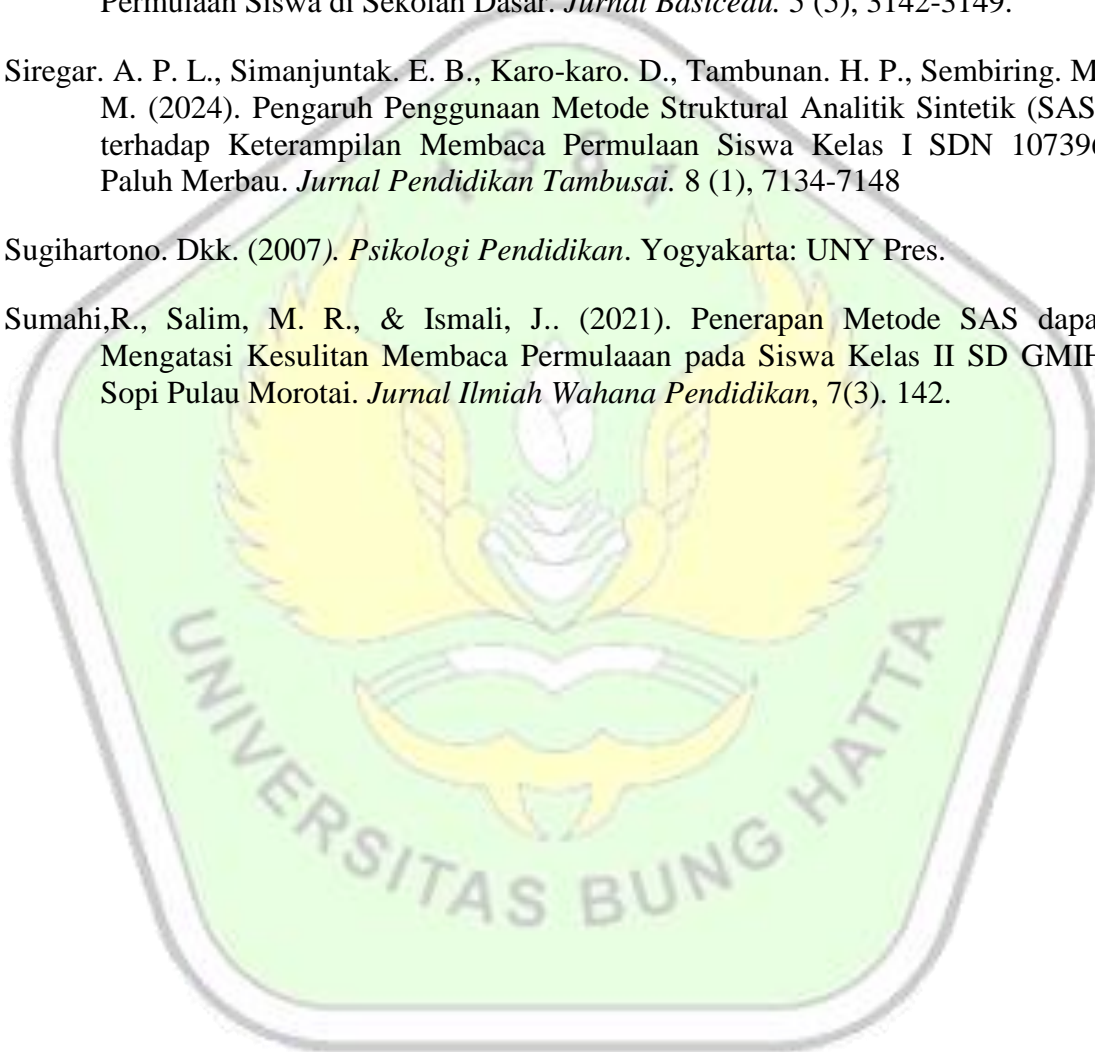 Permulaan Siswa di Sekolah Dasar. Jurnal Basicedu. 5 (5), 3142-3149.
Siregar. A. P. L., Simanjuntak. E. B., Karo-karo. D., Tambunan. H. P., Sembiring. M
M. (2024). Pengaruh Penggunaan Metode Struktural Analitik Sintetik (SAS
terhadap Keterampilan Membaca Permulaan Siswa Kelas I SDN 107396
Paluh Merbau. Jurnal Pendidikan Tambusai. 8 (1), 7134-7148
Sugihartono. Dkk. (2007). Psikologi Pendidikan. Yogyakarta: UNY Pres.
Sumahi,R., Salim, M. R., & Ismali, J.. (2021). Penerapan Metode SAS dapa
Mengatasi Kesulitan Membaca Permulaaan pada Siswa Kelas II SD GMIH
Sopi Pulau Morotai. Jurnal Ilmiah Wahana Pendidikan, 7(3). 142.
1981
UNIVERSITAS BUNG HATTA